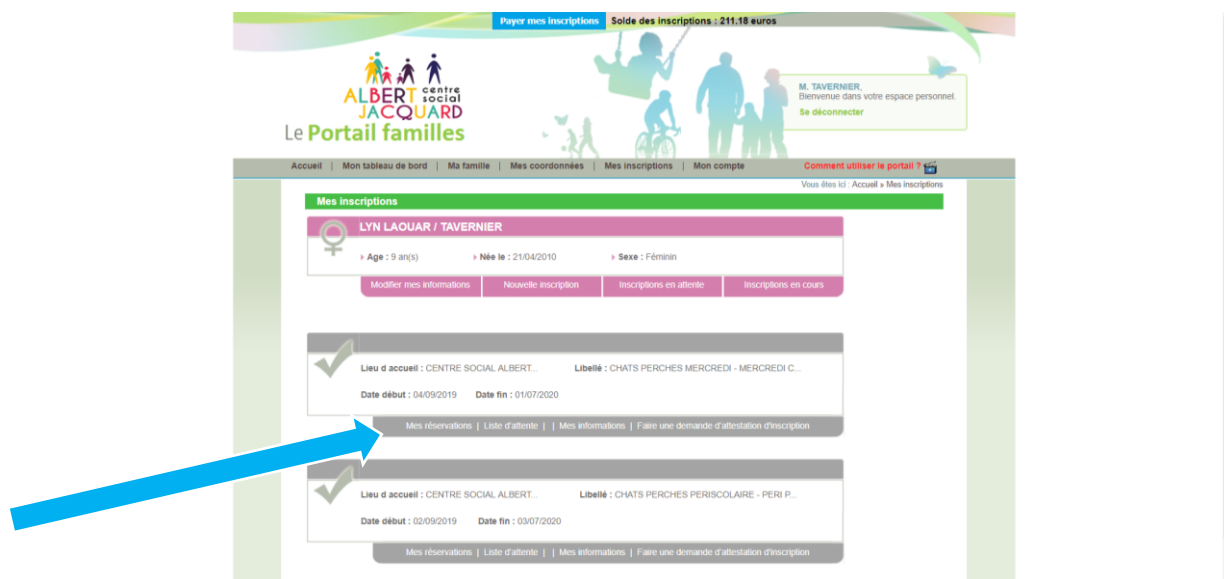 Payer mes inscriptions Solde des inscriptions : 211.18 euros
ALBERT centre social
JACQUARD
Le Portail familles
M. TAVERNIER,
Bienvenue dans votre espace personnel.
Se déconnecter
Accueil | Mon tableau de bord | Ma famille | Mes coordonnées | Mes inscriptions | Mon compte Comment utiliser le portail ?
Vous êtes ici : Accueil » Mes inscriptions
Mes inscriptions
LYN LAOUAR / TAVERNIER
Age : 9 an(s) Née le : 21/04/2010 Sexe : Féminin
Modifier mes informations Nouvelle inscription Inscriptions en attente Inscriptions en cours
Lieu d accueil : CENTRE SOCIAL ALBERT... Libellé : CHATS PERCHES MERCREDI - MERCREDI C...
Date début : 04/09/2019 Date fin : 01/07/2020
Mes réservations | Liste d'attente | | Mes informations | Faire une demande d'attestation d'inscription
Lieu d accueil : CENTRE SOCIAL ALBERT... Libellé : CHATS PERCHES PERISCOLAIRE - PERI P...
Date début : 02/09/2019 Date fin : 03/07/2020
Mes réservations | Liste d'attente | | Mes informations | Faire une demande d'attestation d'inscription